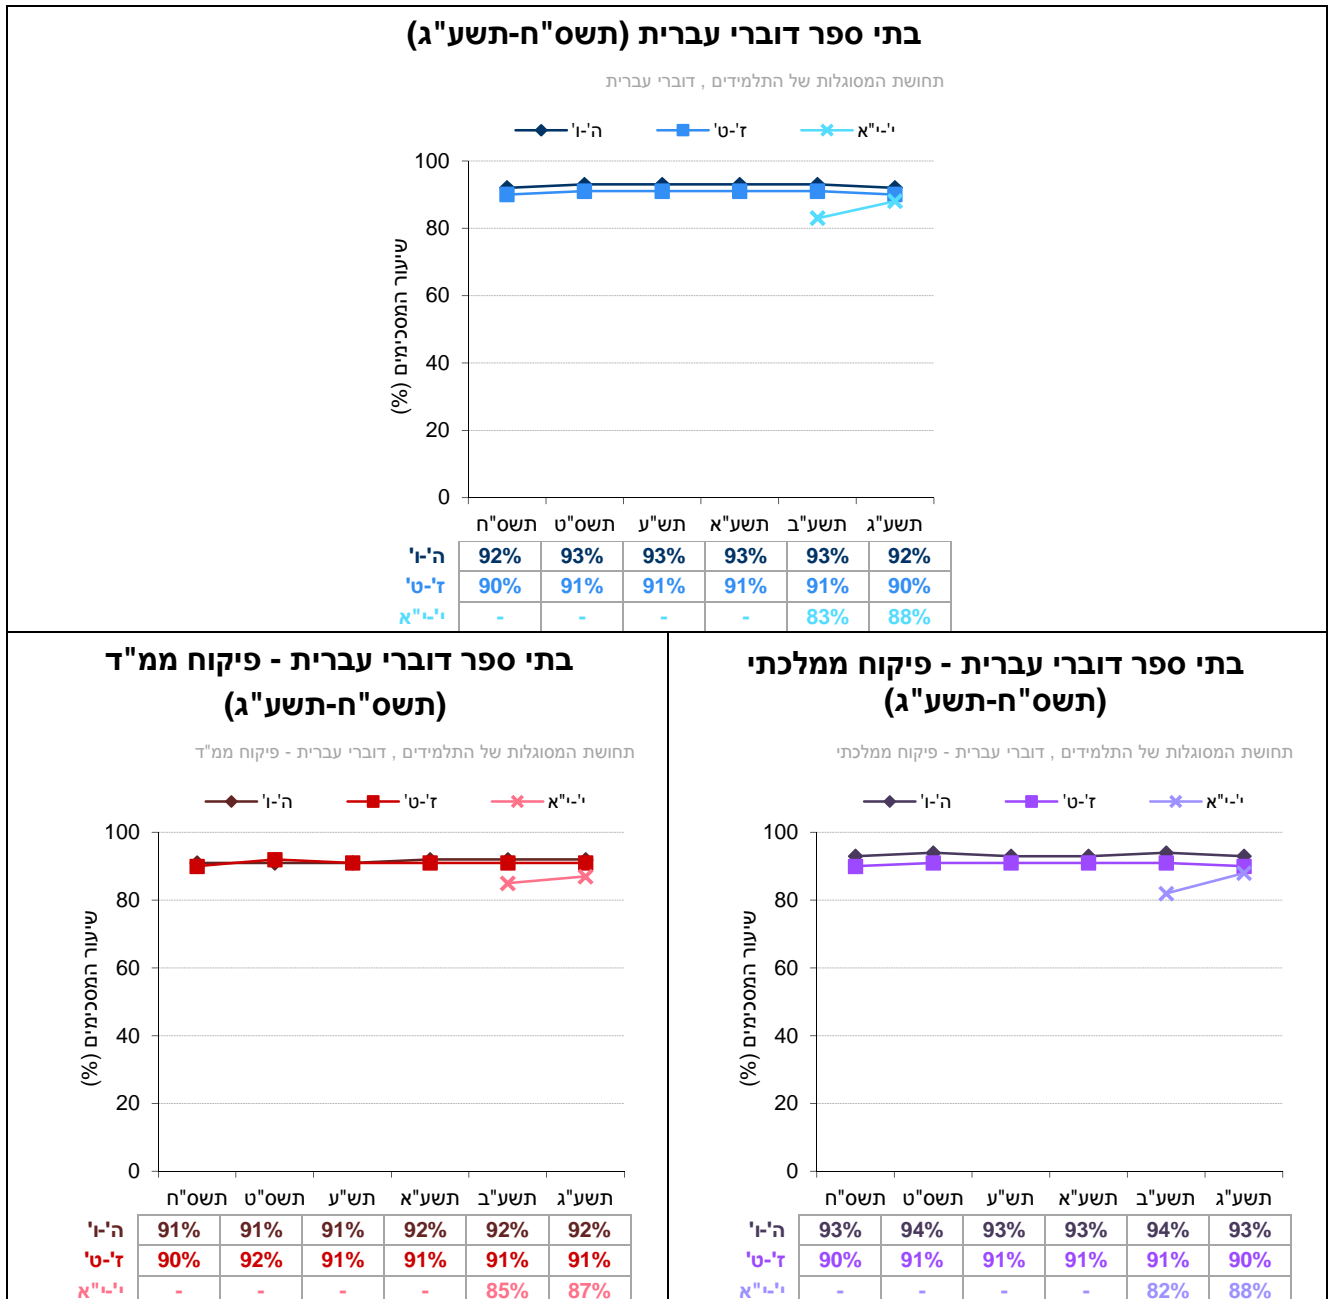 בתי ספר דוברי עברית (תשס"ח-תשע"ג)
תחושת המסוגלות של התלמידים , דוברי עברית
ה'-ו' ז'-ט' י'-י"א
שיעור המסכימים (%)
100
80
60
40
20
0
תשס"ח תשס"ט תש"ע תשע"א תשע"ב תשע"ג
ה'-ו' 92% 93% 93% 93% 93% 92%
ז'-ט' 90% 91% 91% 91% 91% 90%
י'-י"א - - - - 83% 88%
בתי ספר דוברי עברית - פיקוח ממלכתי
(תשס"ח-תשע"ג)
תחושת המסוגלות של התלמידים , דוברי עברית - פיקוח ממלכתי
ה'-ו' ז'-ט' י'-י"א
שיעור המסכימים (%)
100
80
60
40
20
0
תשס"ח תשס"ט תש"ע תשע"א תשע"ב תשע"ג
ה'-ו' 93% 94% 93% 93% 94% 93%
ז'-ט' 90% 91% 91% 91% 91% 90%
י'-י"א - - - - 82% 88%
בתי ספר דוברי עברית - פיקוח ממ"ד
(תשס"ח-תשע"ג)
תחושת המסוגלות של התלמידים , דוברי עברית - פיקוח ממ"ד
ה'-ו' ז'-ט' י'-י"א
שיעור המסכימים (%)
100
80
60
40
20
0
תשס"ח תשס"ט תש"ע תשע"א תשע"ב תשע"ג
ה'-ו' 91% 91% 91% 92% 92% 92%
ז'-ט' 90% 92% 91% 91% 91% 91%
י'-י"א - - - - 85% 87%